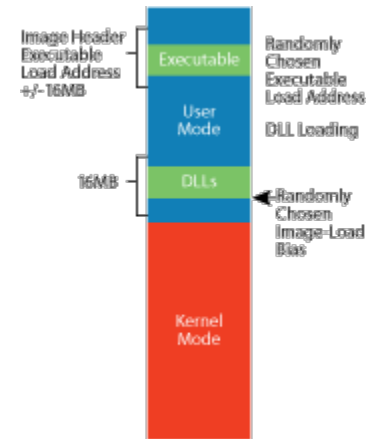 Image Header
Executable
Load Address
+/-16MB
Executable
Randomly
Chosen
Executable
Load Address
User
Mode
DLL Loading
16MB
DLLs
Randomly
Chosen
Image-Load
Bias
Kernel
Mode